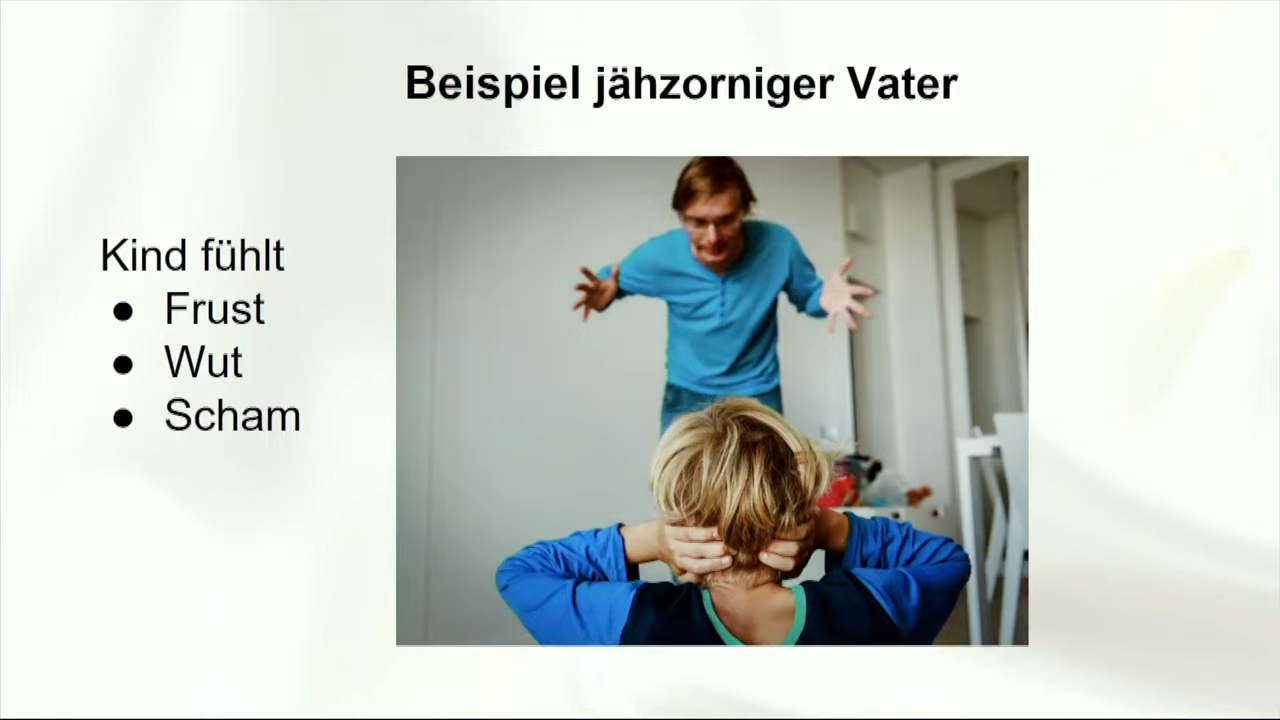 Beispiel jähzorniger Vater
Kind fühlt
● Frust
● Wut
● Scham